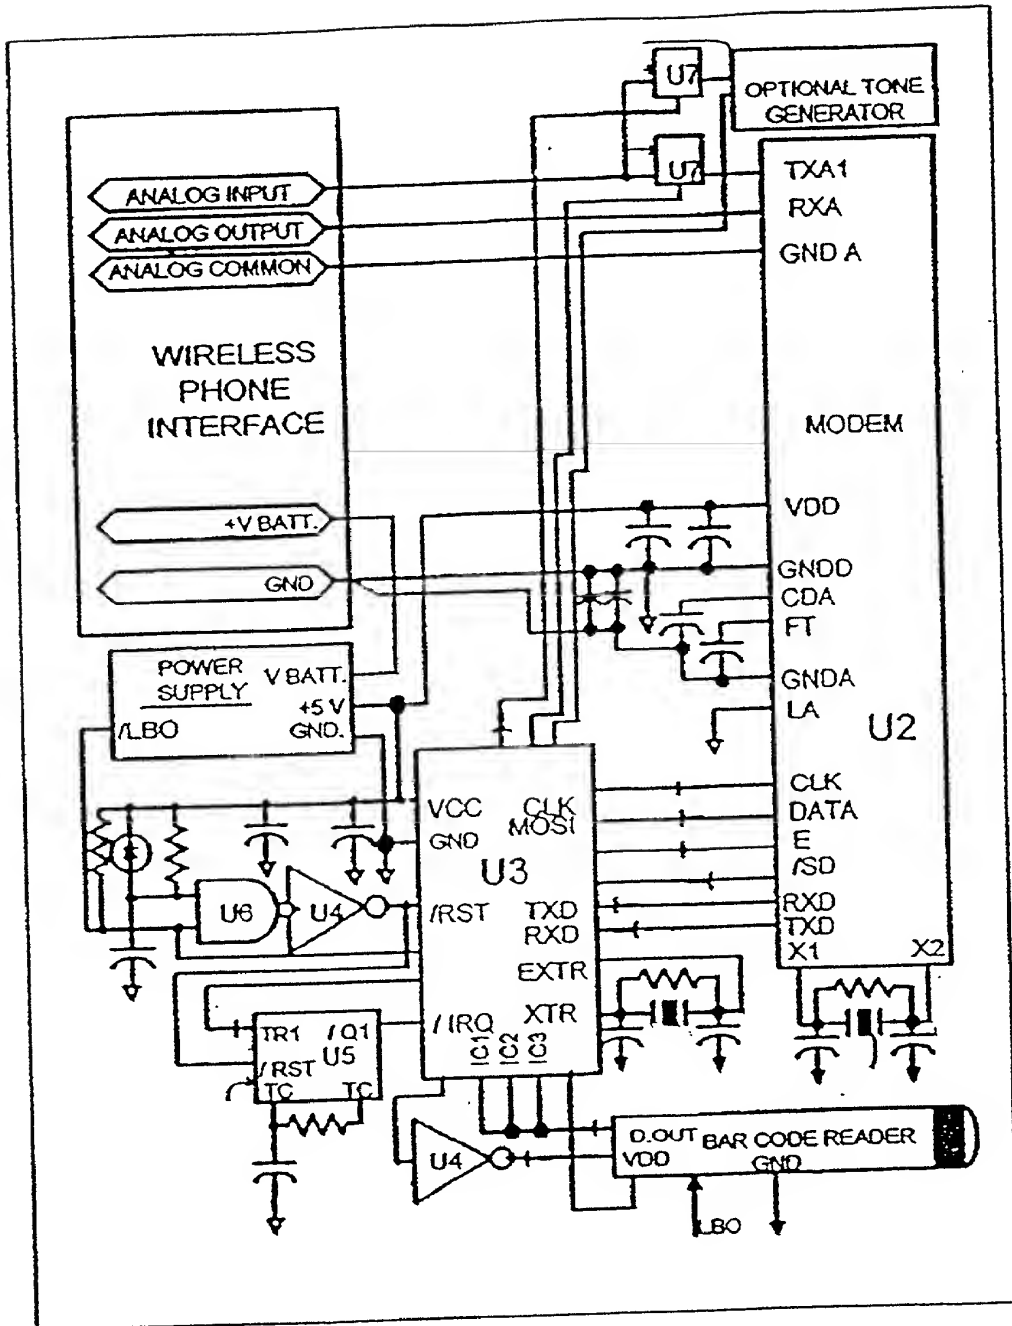 U7
OPTIONAL TONE
GENERATOR
U7
TXA1
ANALOG INPUT
RXA
ANALOG OUTPUT
GND A
ANALOG COMMON
WIRELESS
PHONE
INTERFACE
MODEM
+V BATT.
VDD
GND
GNDD
CDA
FT
POWER
SUPPLY
V BATT.
GNDA
+5 V
LA
/LBO
GND.
U2
CLK
VCC
CLK
DATA
MOSI
GND
E
U3
/SD
U6
U4
/RST
TXD
RXD
RXD
TXD
X1
X2
EXTR
XTR
TR1
/Q1
/IRQ
U5
/RST
IC1
IC2
IC3
TC
TC
D.OUT
BAR CODE READER
U4
VDD
GND
LBO